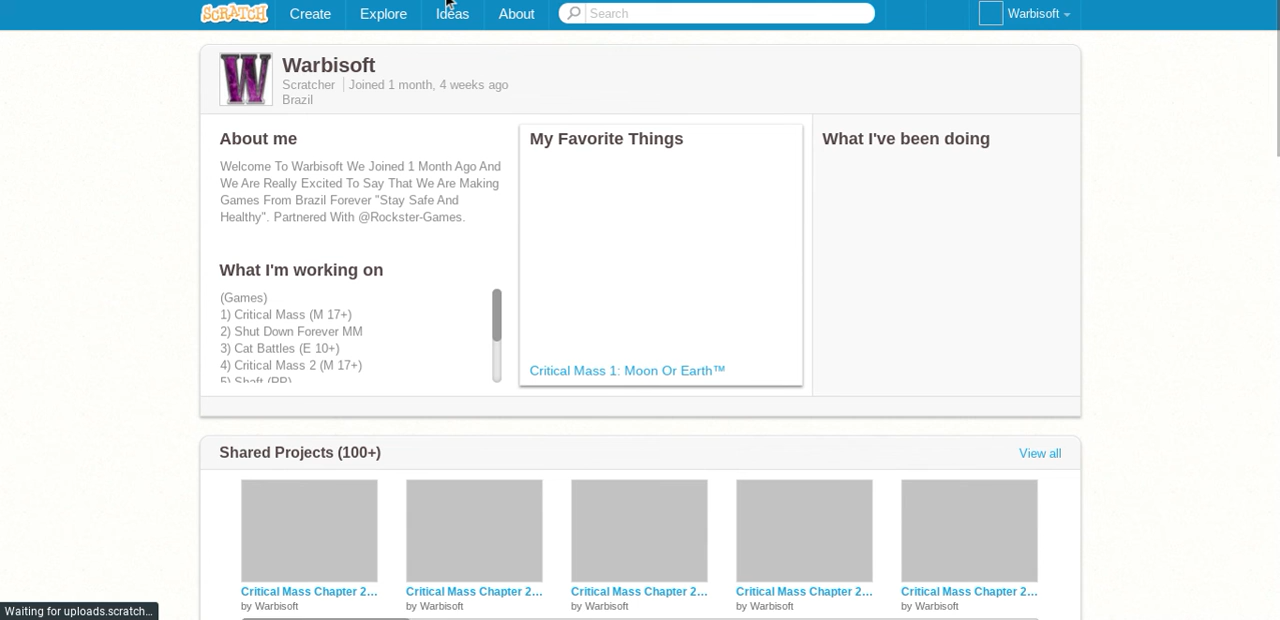 SCRATCH Create Explore Ideas About Search Warbisoft
W
Warbisoft
Scratcher Joined 1 month, 4 weeks ago
Brazil
About me
Welcome To Warbisoft We Joined 1 Month Ago And
We Are Really Excited To Say That We Are Making
Games From Brazil Forever "Stay Safe And
Healthy". Partnered With @Rockster-Games.
What I'm working on
(Games)
1) Critical Mass (M 17+)
2) Shut Down Forever MM
3) Cat Battles (E 10+)
4) Critical Mass 2 (M 17+)
5) Shaft (RP)
My Favorite Things
Critical Mass 1: Moon Or Earth™
What I've been doing
Shared Projects (100+) View all
Critical Mass Chapter 2... Critical Mass Chapter 2... Critical Mass Chapter 2... Critical Mass Chapter 2... Critical Mass Chapter 2...
by Warbisoft by Warbisoft by Warbisoft by Warbisoft by Warbisoft
Waiting for uploads.scratch...